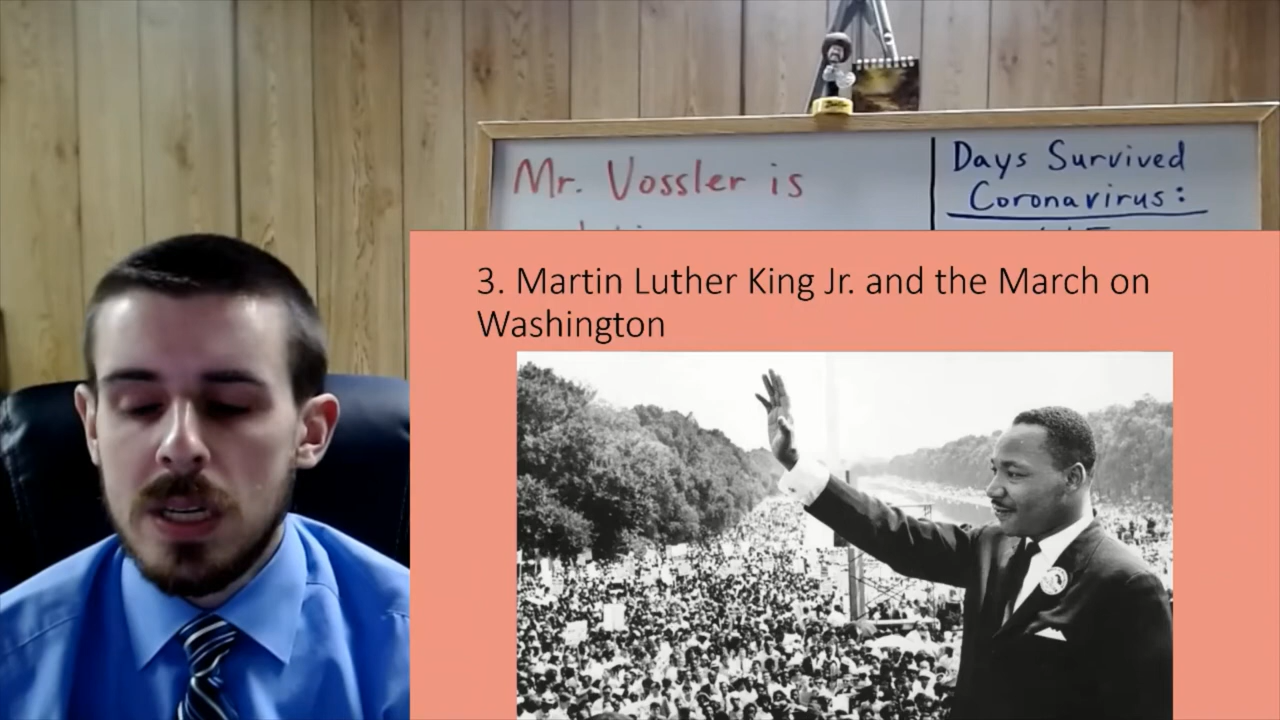 Mr. Vossler is
Days Survived
Coronavirus:
3. Martin Luther King Jr. and the March on
Washington